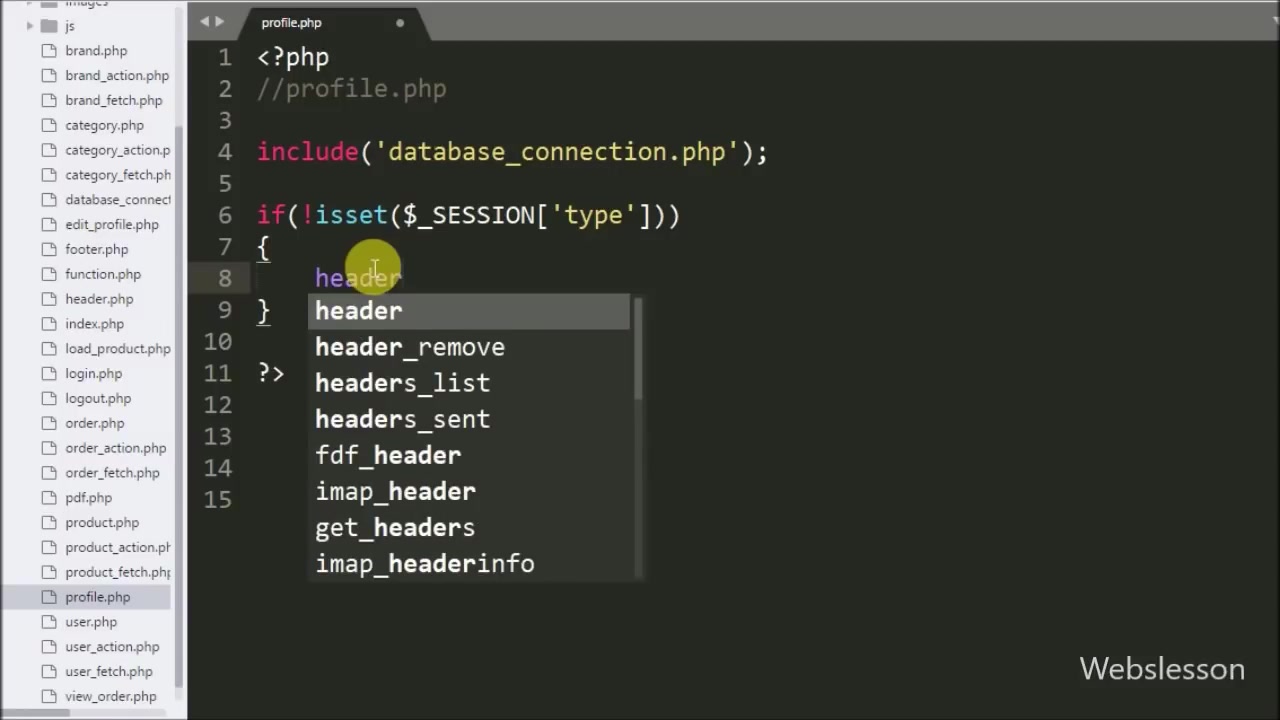 images
js
brand.php
brand_action.php
brand_fetch.php
category.php
category_action.p
category_fetch.ph
database_connect
edit_profile.php
footer.php
function.php
header.php
index.php
load_product.php
login.php
logout.php
order.php
order_action.php
order_fetch.php
pdf.php
product.php
product_action.ph
product_fetch.php
profile.php
user.php
user_action.php
user_fetch.php
view_order.php
profile.php
1 <?php
2 //profile.php
3
4 include('database_connection.php');
5
6 if(!isset($_SESSION['type']))
7 {
8 header
9 }
10
11 ?>
12
13
14
15
header
header_remove
headers_list
headers_sent
fdf_header
imap_header
get_headers
imap_headerinfo
Webslesson